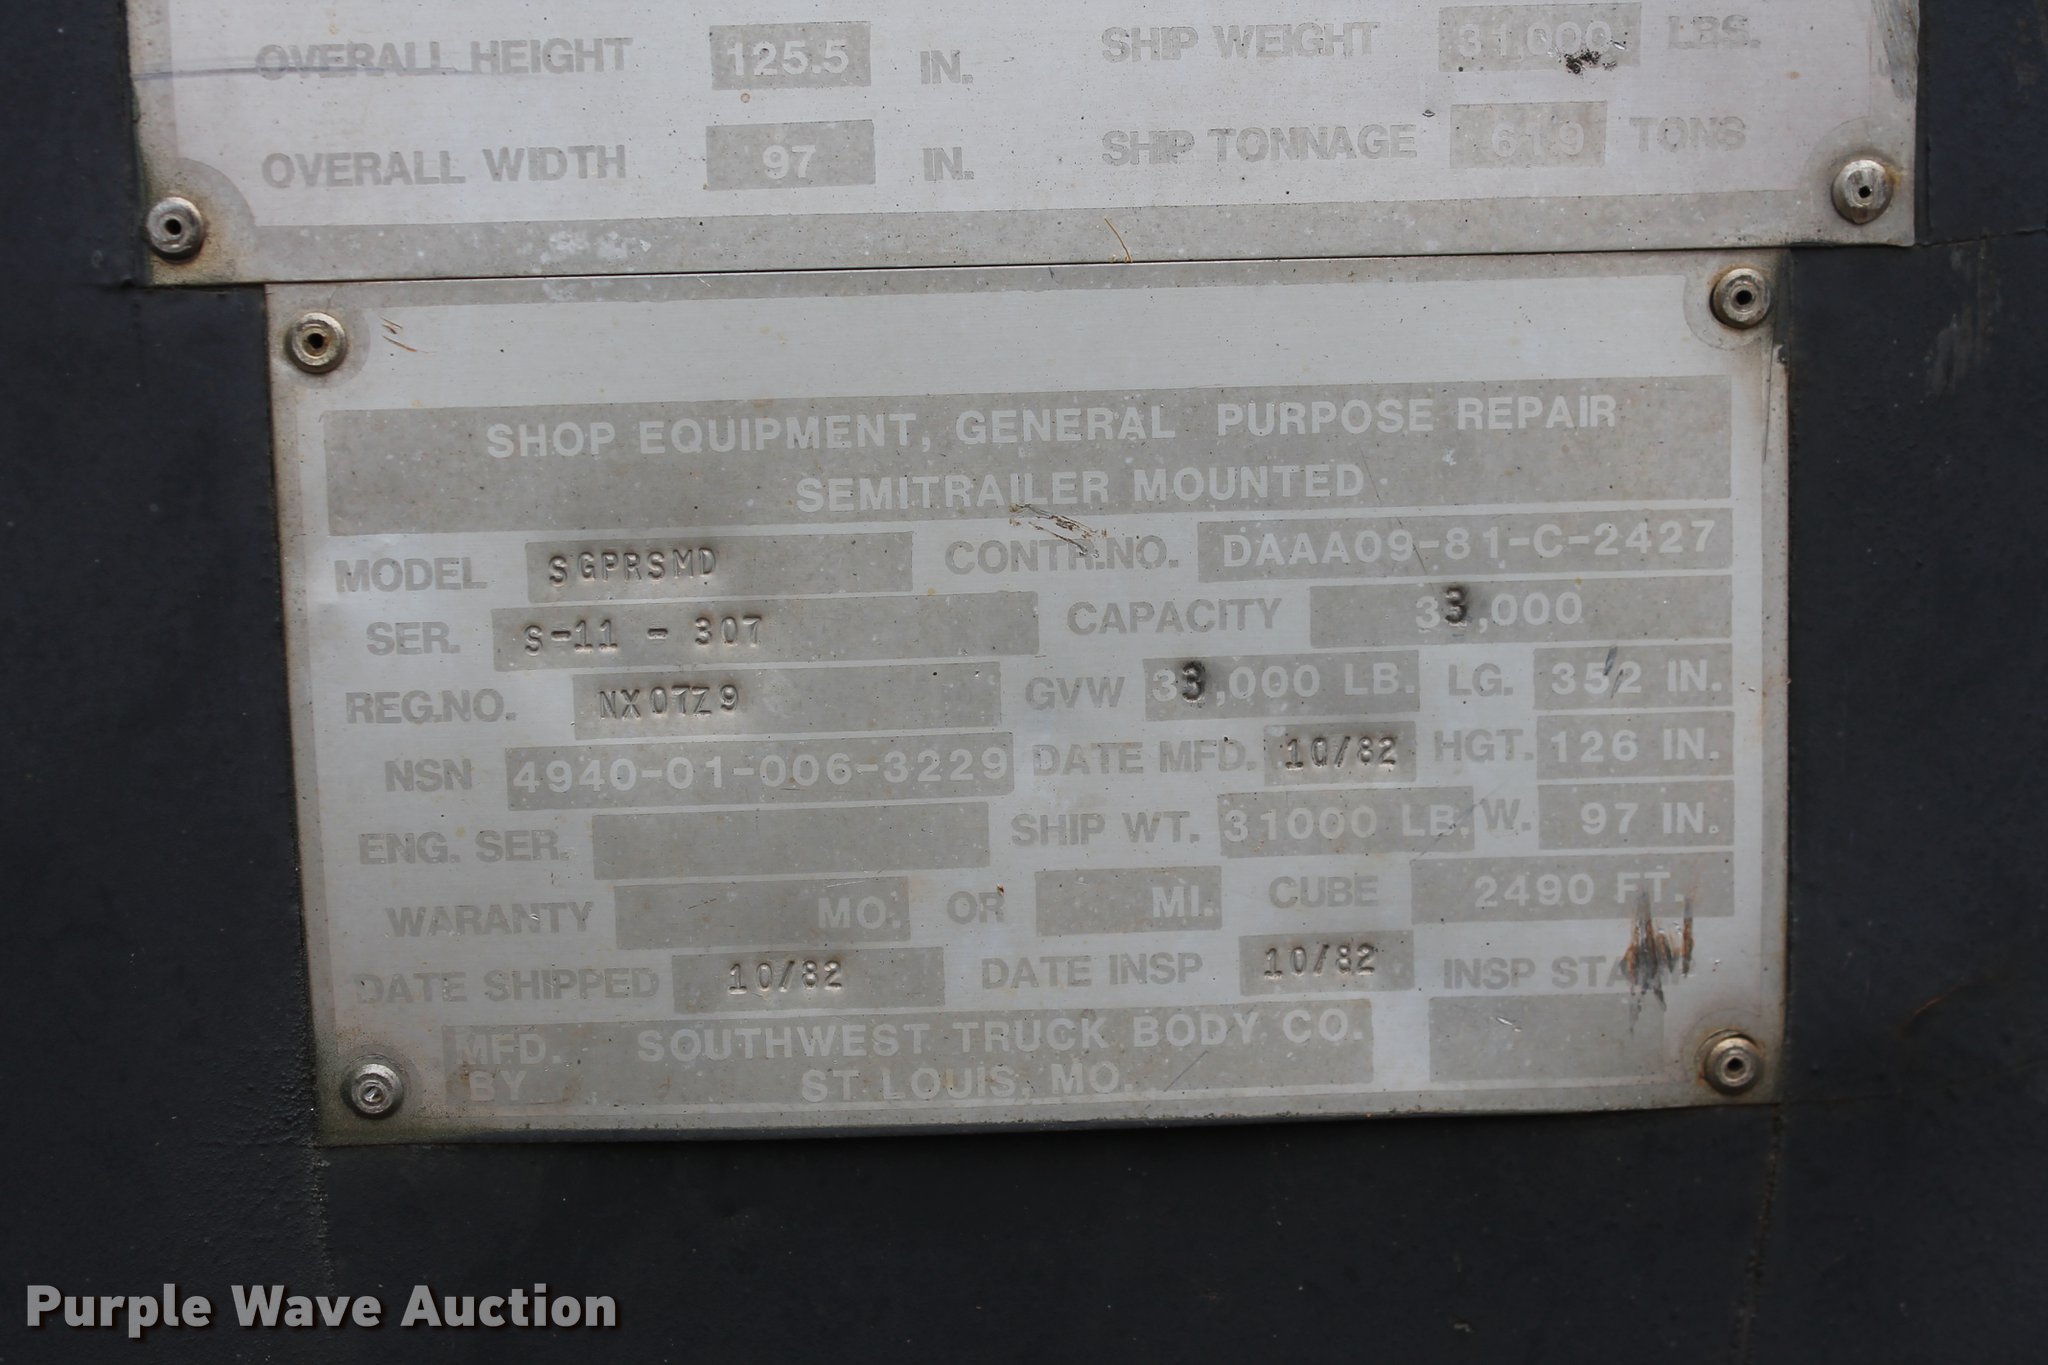 OVERALL HEIGHT 125.5 IN. SHIP WEIGHT 31000 LBS.
OVERALL WIDTH 97 IN. SHIP TONNAGE 61.9 TONS
SHOP EQUIPMENT, GENERAL PURPOSE REPAIR
SEMITRAILER MOUNTED
MODEL SGPRSMD CONTR.NO. DAAA09-81-C-2427
SER. S-11 - 307 CAPACITY 33,000
REG.NO. NX07Z9 GVW 33,000 LB. LG. 352 IN.
NSN 4940-01-006-3229 DATE MFD. 10/82 HGT. 126 IN.
ENG. SER. SHIP WT. 31000 LB. W. 97 IN.
WARANTY MO. OR MI. CUBE 2490 FT.
DATE SHIPPED 10/82 DATE INSP 10/82 INSP STAMP
MFD. SOUTHWEST TRUCK BODY CO.
BY ST. LOUIS, MO.
Purple Wave Auction